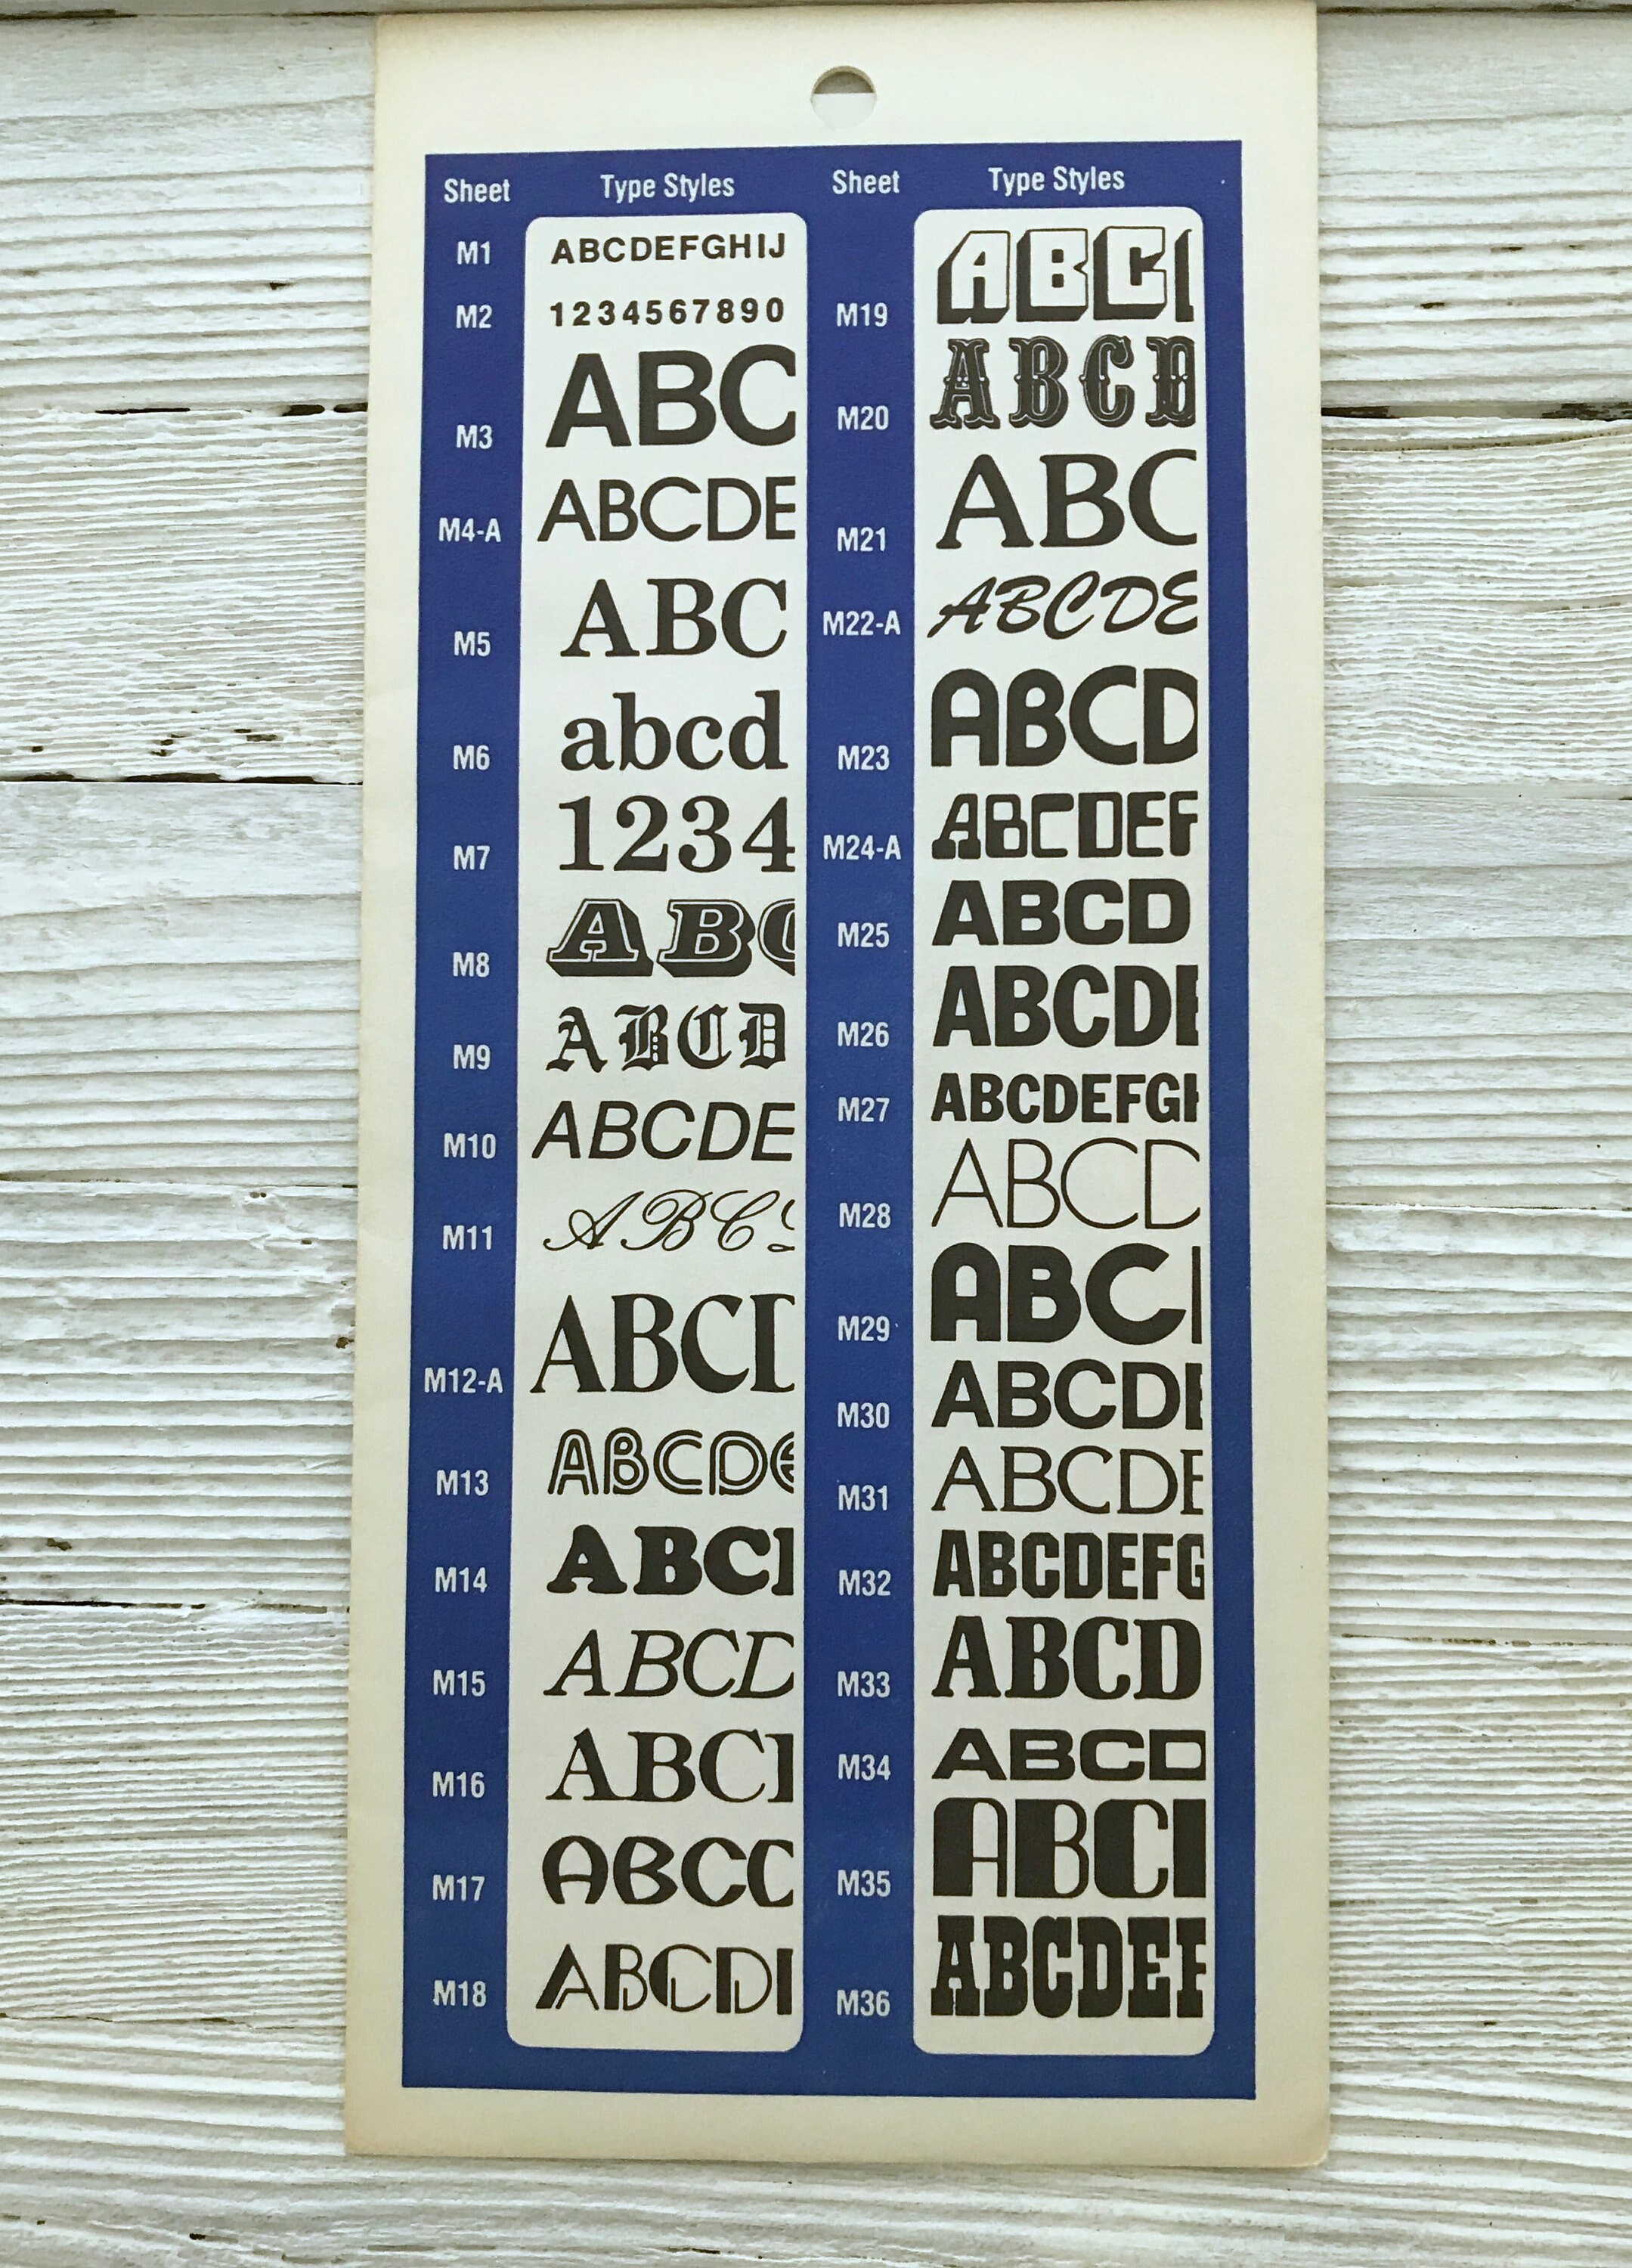 Sheet Type Styles
M1 ABCDEFGHIJ
M2 1234567890
M3 ABC
M4-A ABCDE
M5 ABC
M6 abcd
M7 1234
M8 ABC
M9 ABCD
M10 ABCDE
M11 ABC
M12-A ABCD
M13 ABCDE
M14 ABC
M15 ABCD
M16 ABC
M17 ABC
M18 ABCD
Sheet Type Styles
M19 ABC
M20 ABCD
M21 ABC
M22-A ABCDE
M23 ABCD
M24-A ABCDEF
M25 ABCD
M26 ABCD
M27 ABCDEFG
M28 ABCD
M29 ABC
M30 ABCD
M31 ABCDE
M32 ABCDEFG
M33 ABCD
M34 ABCD
M35 ABC
M36 ABCDEF